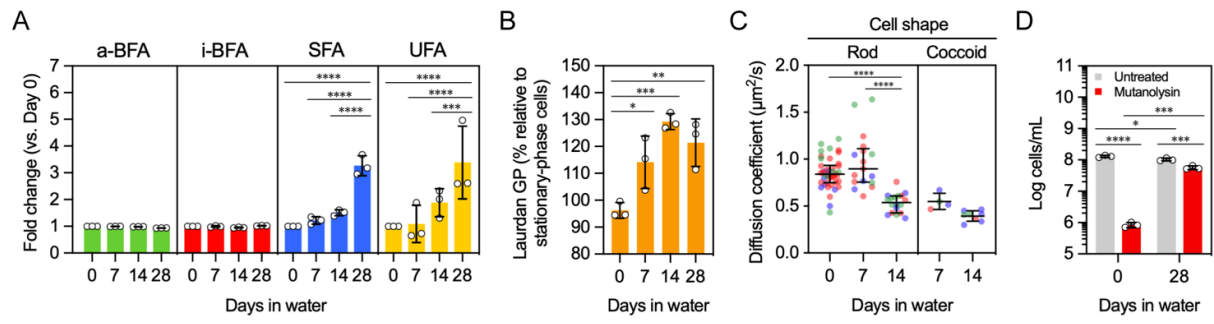 A
a-BFA
i-BFA
SFA
UFA
Fold change (vs. Day 0)
7
6
5
4
3
2
1
0
****
****
****
****
****
***
0 7 14 28
0 7 14 28
0 7 14 28
0 7 14 28
Days in water
B
Laurdan GP (% relative to
stationary-phase cells)
150
140
130
120
110
100
90
80
**
***
*
0 7 14 28
Days in water
C
Cell shape
Rod
Coccoid
Diffusion coefficient (μm²/s)
2.0
1.5
1.0
0.5
0.0
****
****
0 7 14
7 14
Days in water
D
Log cells/mL
11
10
9
8
7
6
5
Untreated
Mutanolysin
***
*
****
***
0 28
Days in water